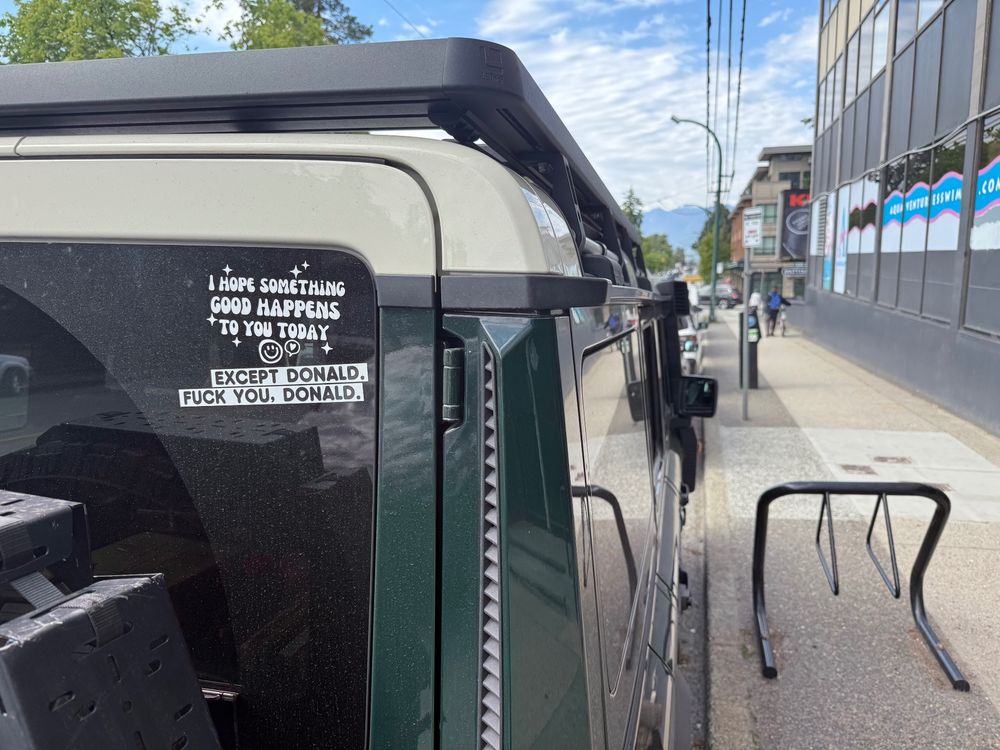 I HOPE SOMETHING
GOOD HAPPENS
TO YOU TODAY
EXCEPT DONALD.
FUCK YOU, DONALD.